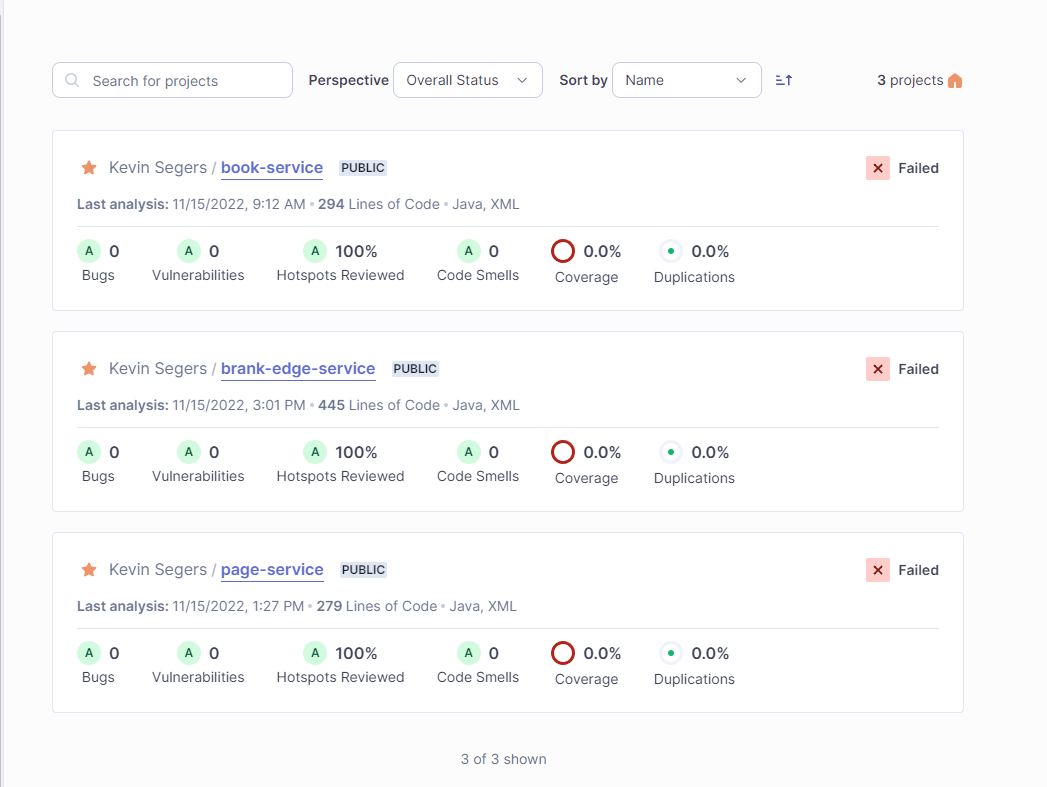 Search for projects Perspective Overall Status Sort by Name 3 projects
Kevin Segers / book-service PUBLIC Failed
Last analysis: 11/15/2022, 9:12 AM • 294 Lines of Code • Java, XML
A 0 A 0 A 100% A 0 0.0% 0.0%
Bugs Vulnerabilities Hotspots Reviewed Code Smells Coverage Duplications
Kevin Segers / brank-edge-service PUBLIC Failed
Last analysis: 11/15/2022, 3:01 PM • 445 Lines of Code • Java, XML
A 0 A 0 A 100% A 0 0.0% 0.0%
Bugs Vulnerabilities Hotspots Reviewed Code Smells Coverage Duplications
Kevin Segers / page-service PUBLIC Failed
Last analysis: 11/15/2022, 1:27 PM • 279 Lines of Code • Java, XML
A 0 A 0 A 100% A 0 0.0% 0.0%
Bugs Vulnerabilities Hotspots Reviewed Code Smells Coverage Duplications
3 of 3 shown